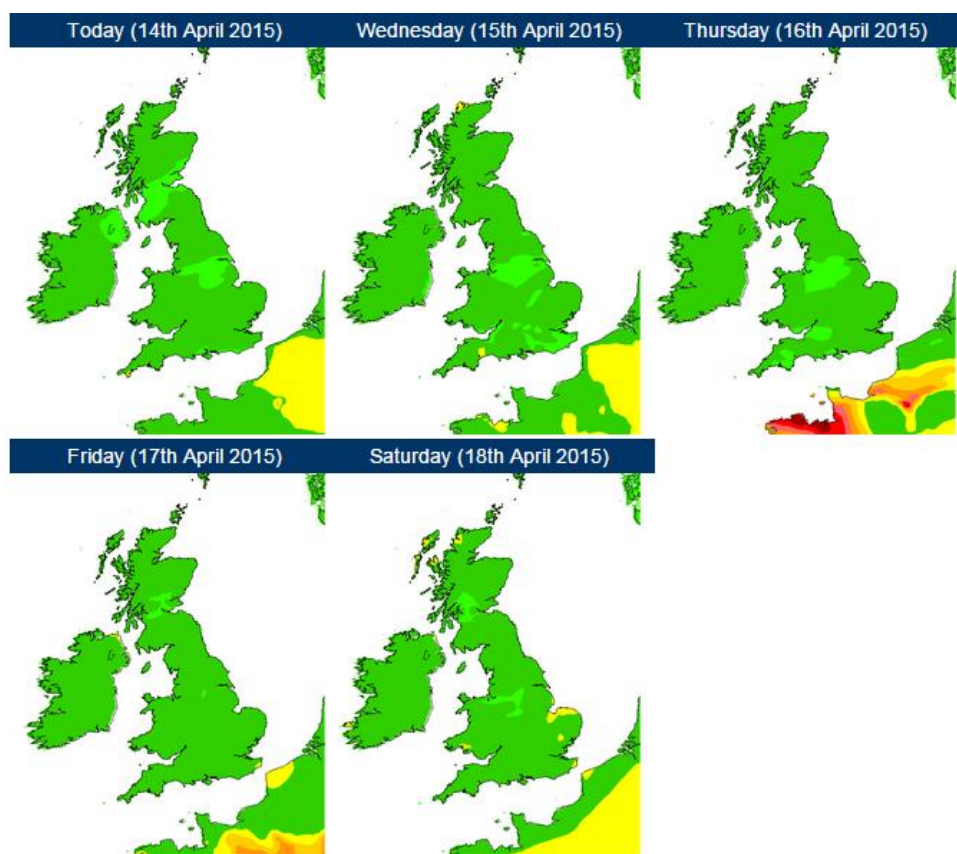 Today (14th April 2015)
Wednesday (15th April 2015)
Thursday (16th April 2015)
Friday (17th April 2015)
Saturday (18th April 2015)